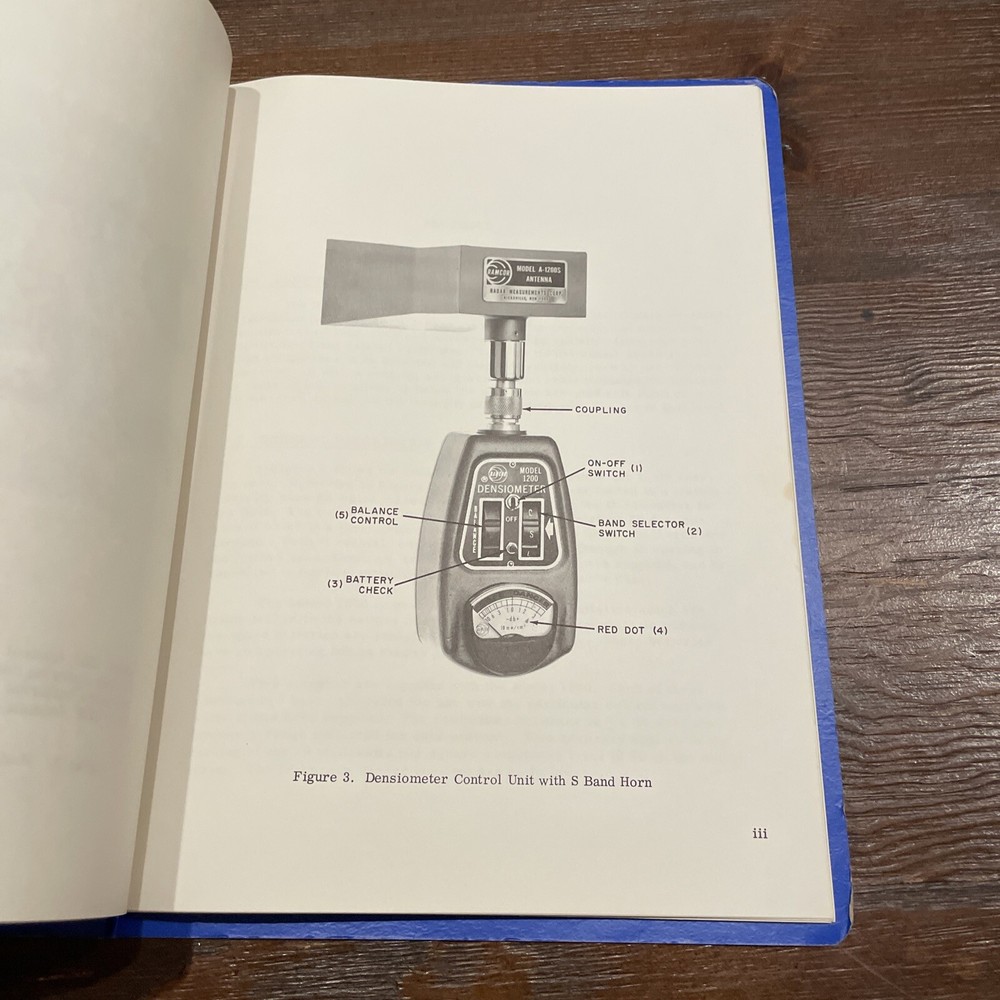 RAMCOR
MODEL A-1200S
ANTENNA
RADAR MEASUREMENTS CORP.
COUPLING
ON-OFF
SWITCH (1)
MODEL
1200
DENSIOMETER
(5) BALANCE
CONTROL
OFF
C
S
BALANCE
BAND SELECTOR
SWITCH (2)
(3) BATTERY
CHECK
DANGER
RED DOT (4)
Figure 3. Densiometer Control Unit with S Band Horn
iii